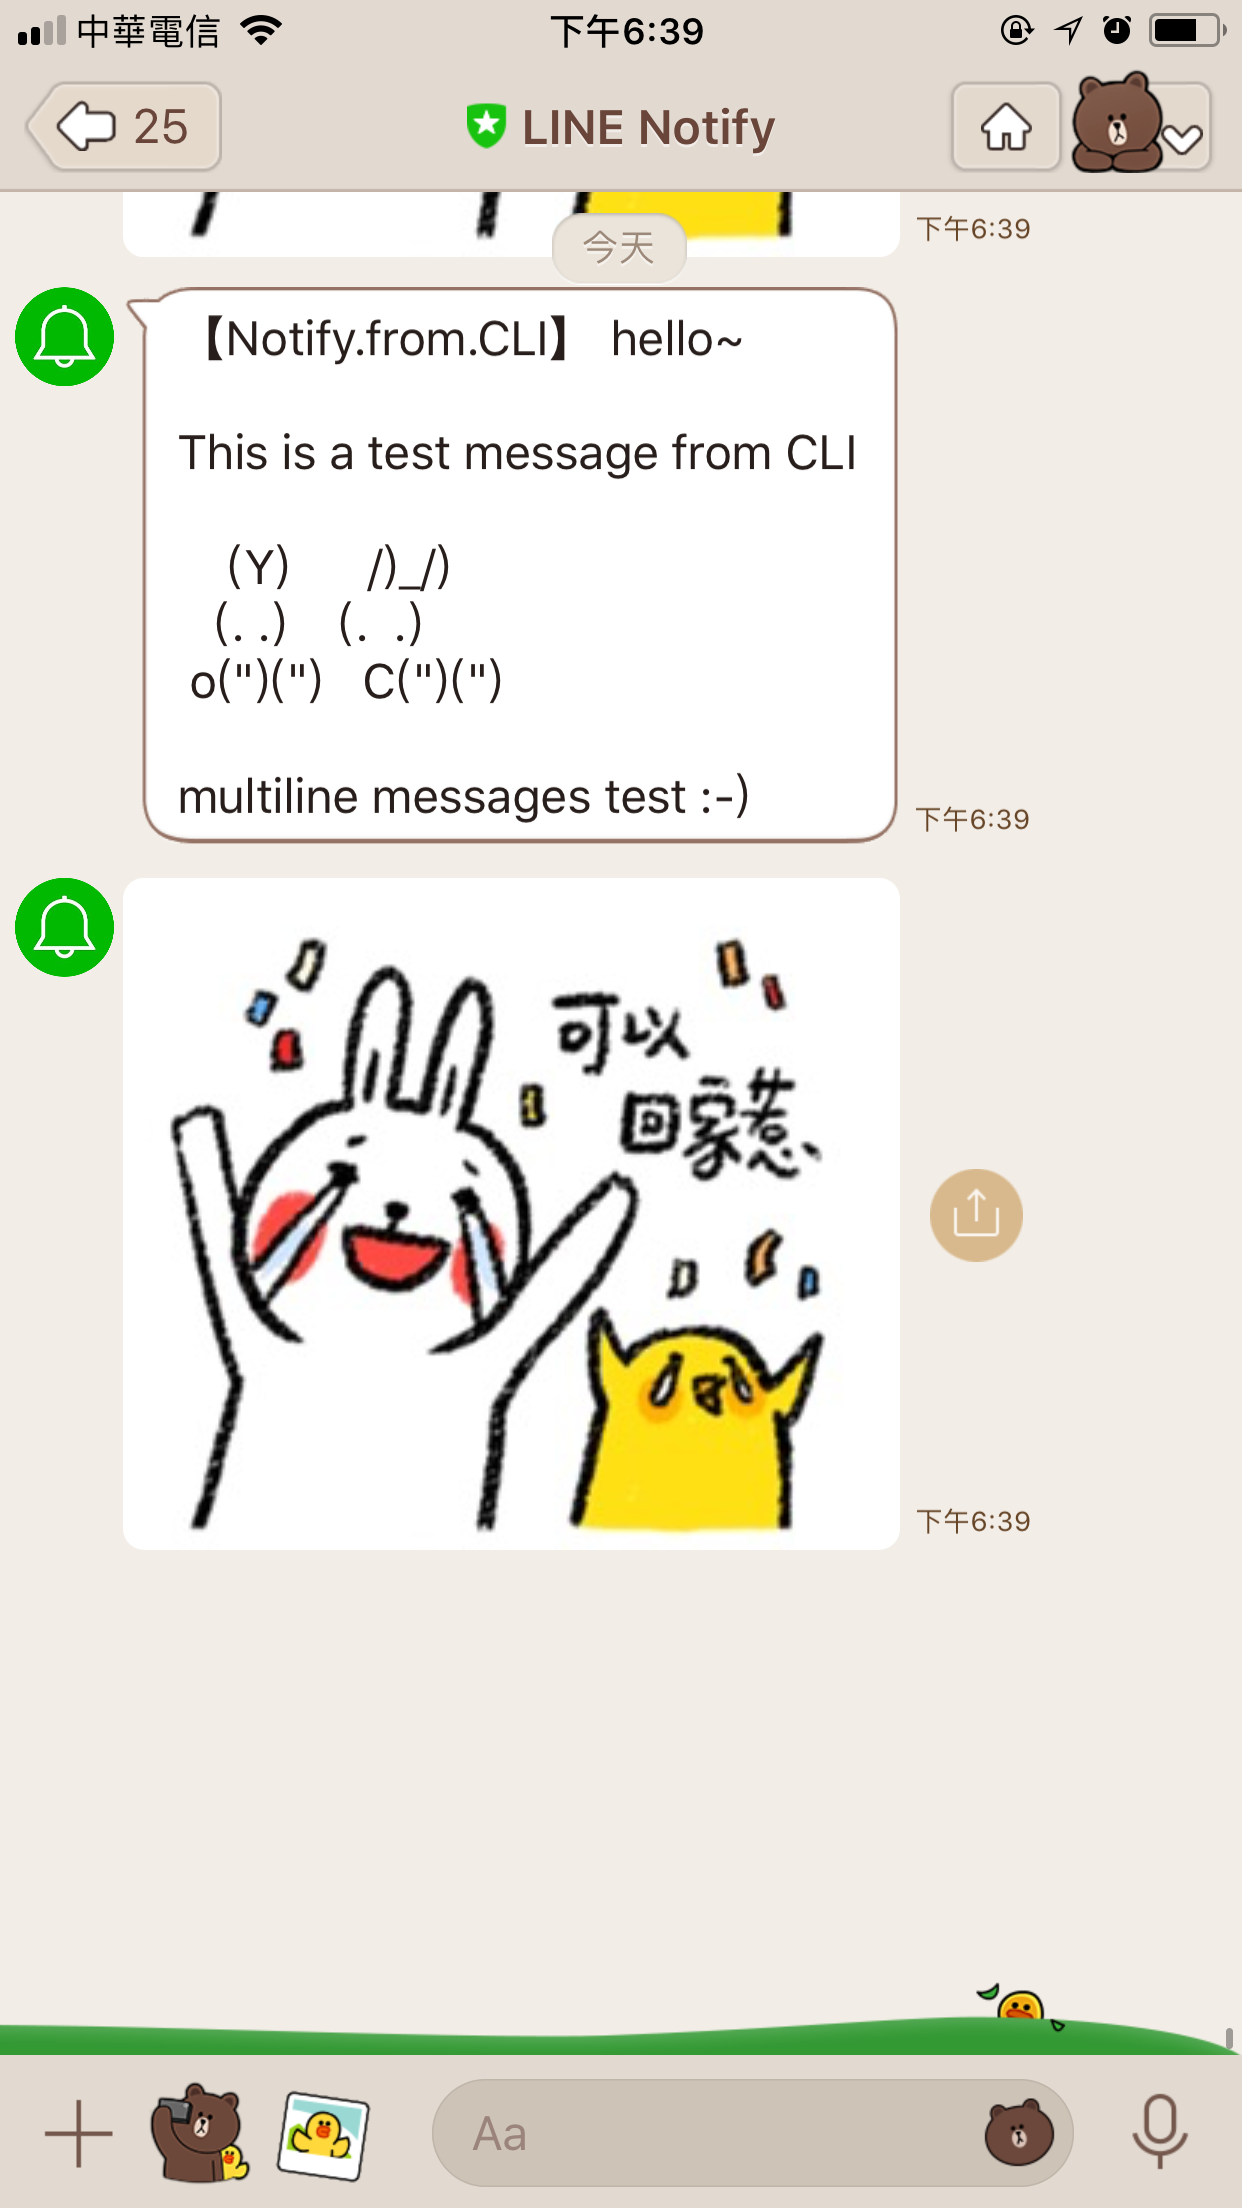 中華電信
下午6:39
25
LINE Notify
下午6:39
今天
【Notify.from.CLI】 hello~
This is a test message from CLI
(Y)      /)_/)
(. .)    (.  .)
o(")(")   C(")(")
multiline messages test :-)
下午6:39
可以
回家惹
下午6:39
Aa